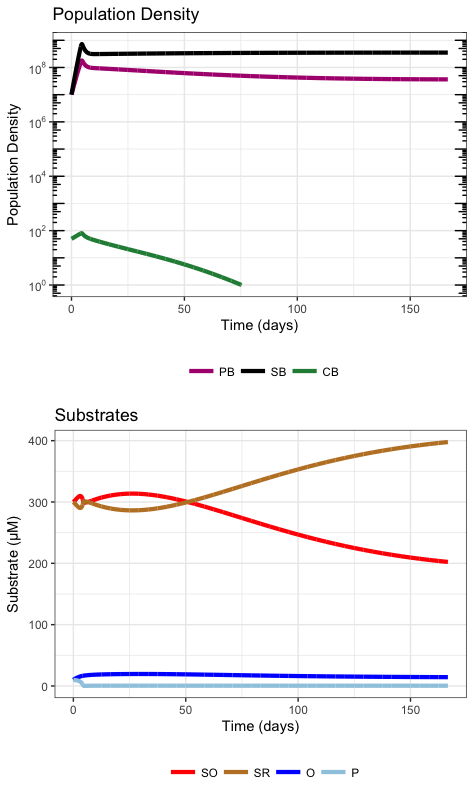 Population Density
Population Density
10^8
10^6
10^4
10^2
10^0
0 50 100 150
Time (days)
PB SB CB
Substrates
Substrate (μM)
400
300
200
100
0
0 50 100 150
Time (days)
SO SR O P